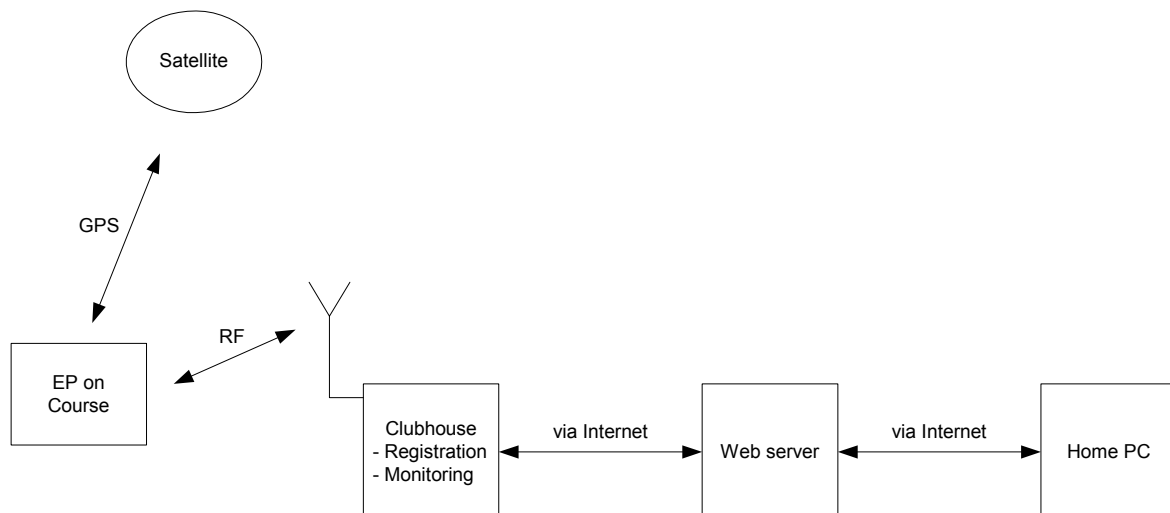 Satellite
GPS
RF
EP on
Course
Clubhouse
- Registration
- Monitoring
via Internet
Web server
via Internet
Home PC